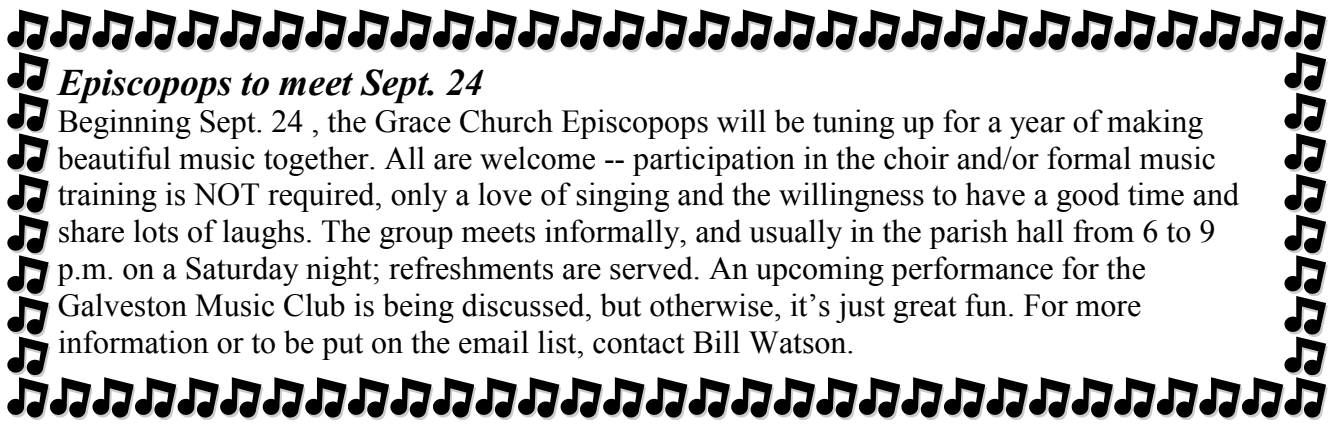 Episcopops to meet Sept. 24
Beginning Sept. 24 , the Grace Church Episcopops will be tuning up for a year of making
beautiful music together. All are welcome -- participation in the choir and/or formal music
training is NOT required, only a love of singing and the willingness to have a good time and
share lots of laughs. The group meets informally, and usually in the parish hall from 6 to 9
p.m. on a Saturday night; refreshments are served. An upcoming performance for the
Galveston Music Club is being discussed, but otherwise, it’s just great fun. For more
information or to be put on the email list, contact Bill Watson.